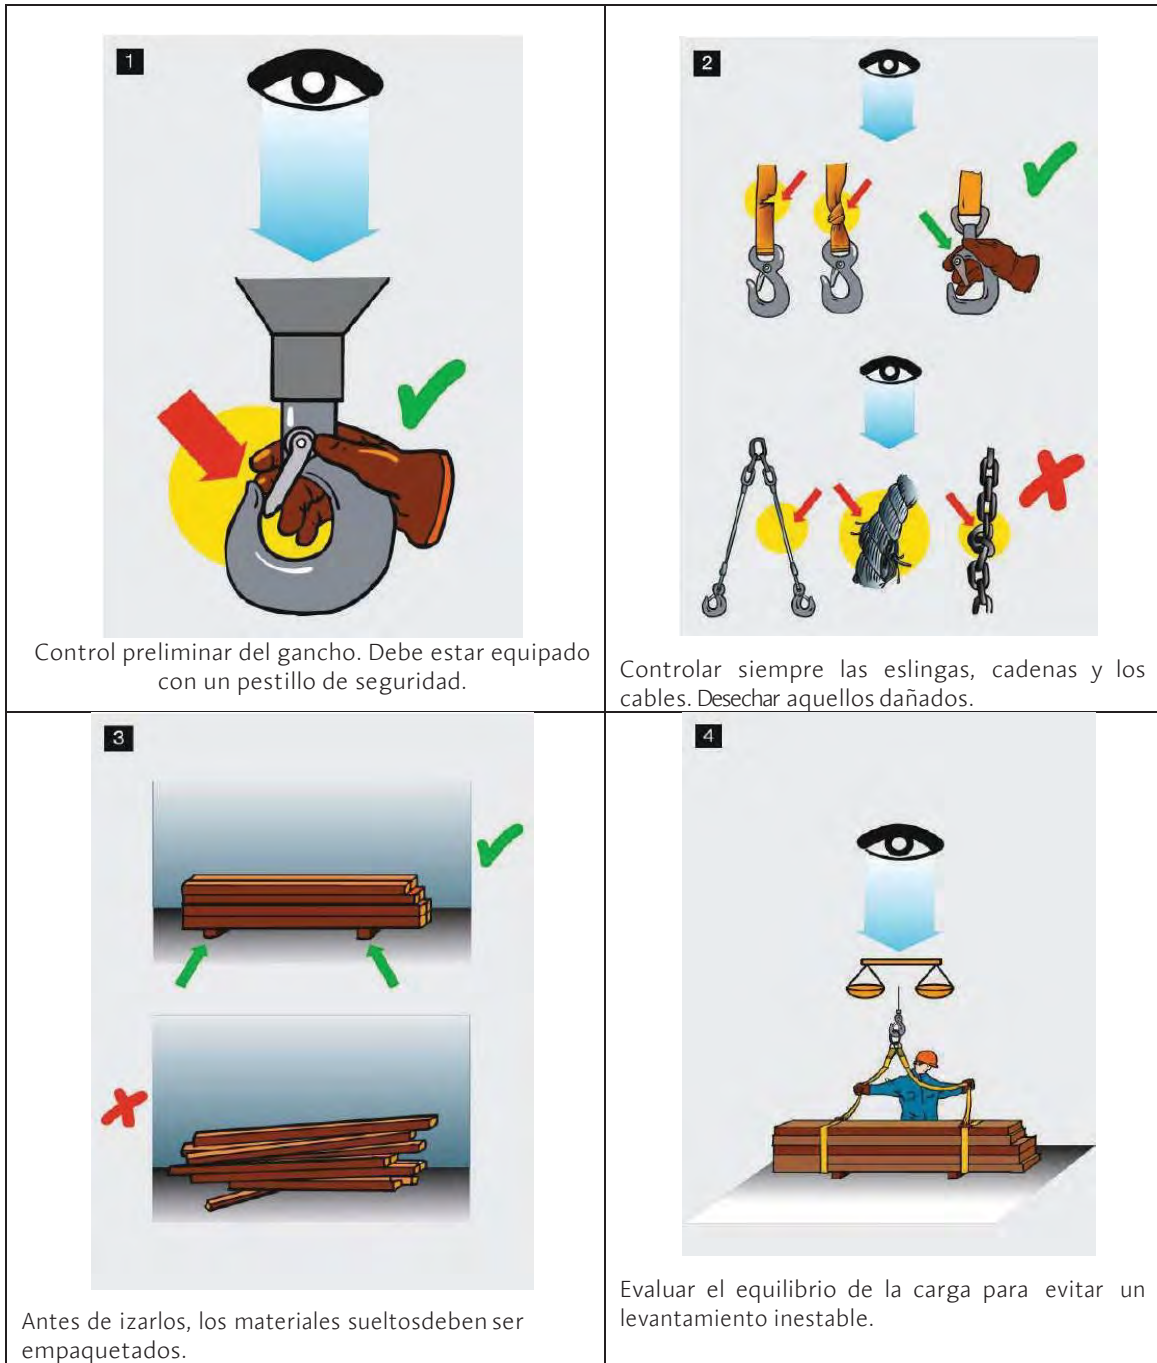 1
Control preliminar del gancho. Debe estar equipado
con un pestillo de seguridad.
2
Controlar siempre las eslingas, cadenas y los
cables. Desechar aquellos dañados.
3
Antes de izarlos, los materiales sueltosdeben ser
empaquetados.
4
Evaluar el equilibrio de la carga para evitar un
levantamiento inestable.